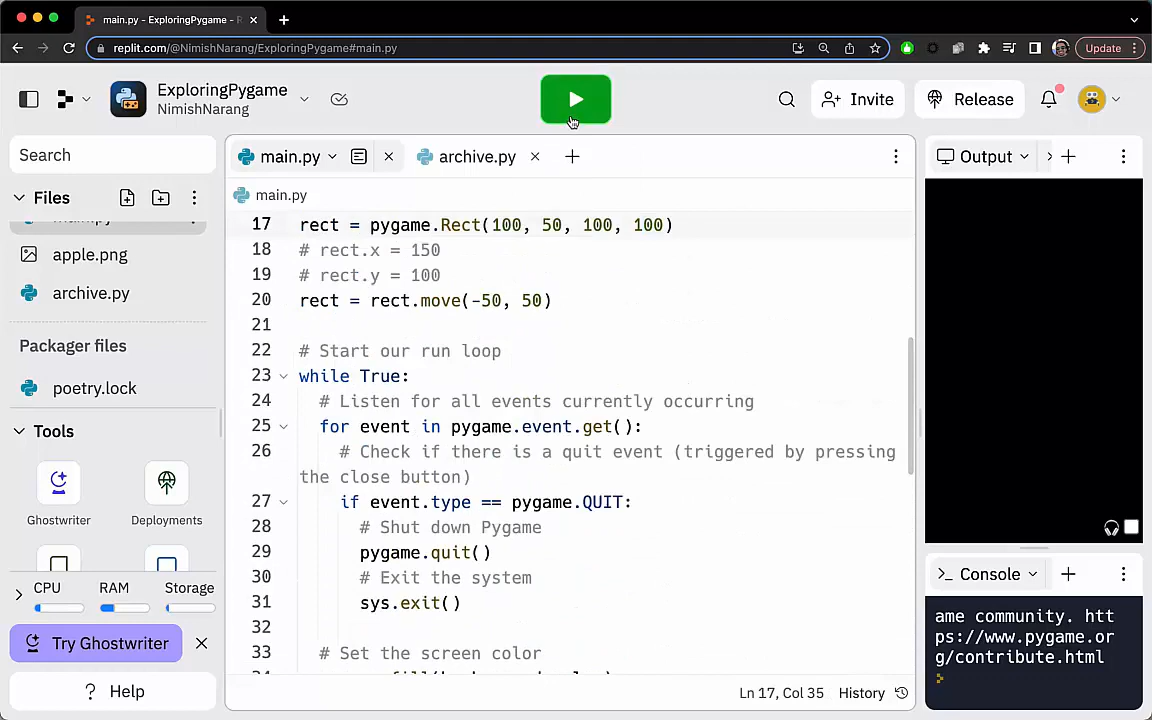 main.py - ExploringPygame - R
replit.com/@NimishNarang/ExploringPygame#main.py
Update
ExploringPygame
NimishNarang
Invite
Release
Search
Files
apple.png
archive.py
Packager files
poetry.lock
Tools
Ghostwriter
Deployments
CPU
RAM
Storage
Try Ghostwriter
? Help
main.py
archive.py
main.py
17 rect = pygame.Rect(100, 50, 100, 100)
18 # rect.x = 150
19 # rect.y = 100
20 rect = rect.move(-50, 50)
21
22 # Start our run loop
23 while True:
24 # Listen for all events currently occurring
25 for event in pygame.event.get():
26 # Check if there is a quit event (triggered by pressing
the close button)
27 if event.type == pygame.QUIT:
28 # Shut down Pygame
29 pygame.quit()
30 # Exit the system
31 sys.exit()
32
33 # Set the screen color
Ln 17, Col 35
History
Output
>_ Console
ame community. htt
ps://www.pygame.or
g/contribute.html